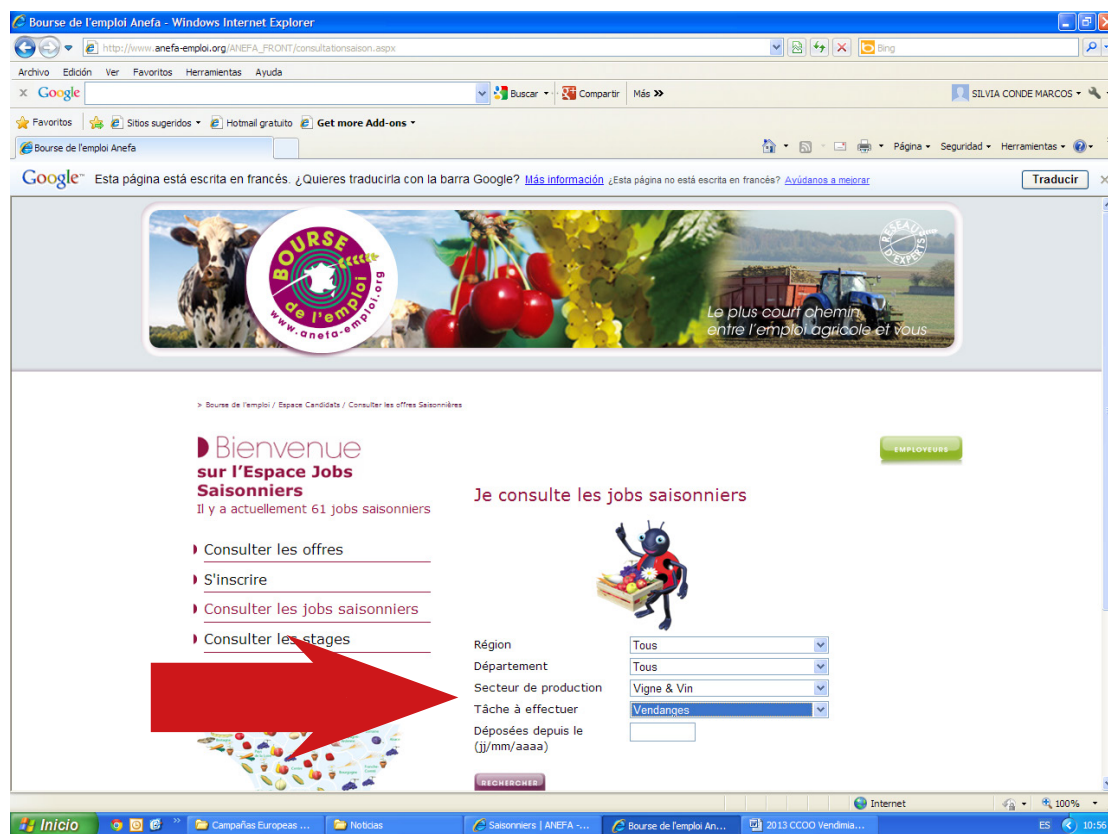 Bourse de l'emploi Anefa - Windows Internet Explorer
http://www.anefa-emploi.org/ANEFA_FRONT/consultationsaison.aspx
Bing
Archivo Edición Ver Favoritos Herramientas Ayuda
x Google Buscar Compartir Más »
SILVIA CONDE MARCOS
Favoritos Sitios sugeridos Hotmail gratuito Get more Add-ons
Bourse de l'emploi Anefa
Página Seguridad Herramientas
Google™ Esta página está escrita en francés. ¿Quieres traducirla con la barra Google? Más información ¿Esta página no está escrita en francés? Ayúdanos a mejorar Traducir
BOURSE
de l'emploi
www.anefa-emploi.org
RESEAU
D'EXPERTS
Le plus court chemin
entre l'emploi agricole et vous
> Bourse de l'emploi / Espace Candidats / Consulter les offres Saisonnières
Bienvenue
sur l'Espace Jobs
Saisonniers
Il y a actuellement 61 jobs saisonniers
EMPLOYEURS
Consulter les offres
S'inscrire
Consulter les jobs saisonniers
Consulter les stages
Je consulte les jobs saisonniers
Région Tous
Département Tous
Secteur de production Vigne & Vin
Tâche à effectuer Vendanges
Déposées depuis le
(jj/mm/aaaa)
RECHERCHER
Internet 100%
Inicio » Campañas Europeas ... Noticias Saisonniers | ANEFA -... Bourse de l'emploi An... 2013 CCOO Vendimia... ES 10:56